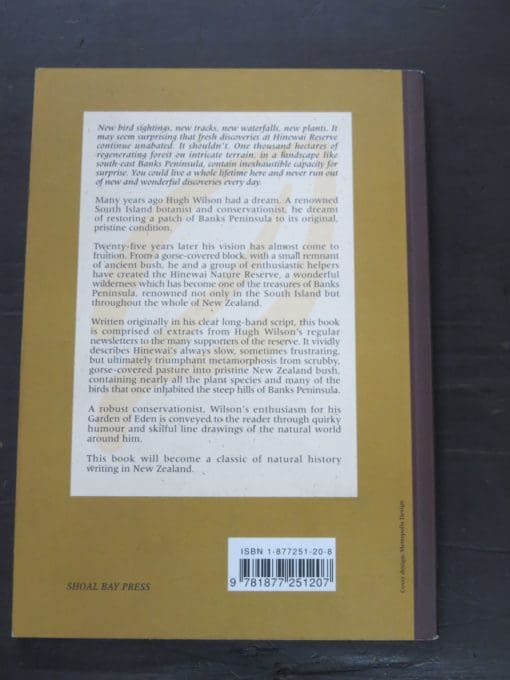 New bird sightings, new tracks, new waterfalls, new plants. It
may seem surprising that fresh discoveries at Hinewai Reserve
continue unabated. It shouldn't. One thousand hectares of
regenerating forest on intricate terrain, in a landscape like
south-east Banks Peninsula, contain inexhaustible capacity for
surprise. You could live a whole lifetime here and never run out
of new and wonderful discoveries every day.
Many years ago Hugh Wilson had a dream. A renowned
South Island botanist and conservationist, he dreamt
of restoring a patch of Banks Peninsula to its original,
pristine condition.
Twenty-five years later his vision has almost come to
fruition. From a gorse-covered block, with a small remnant
of ancient bush, he and a group of enthusiastic helpers
have created the Hinewai Nature Reserve, a wonderful
wilderness which has become one of the treasures of Banks
Peninsula, renowned not only in the South Island but
throughout the whole of New Zealand.
Written originally in his clear long-hand script, this book
is comprised of extracts from Hugh Wilson's regular
newsletters to the many supporters of the reserve. It vividly
describes Hinewai's always slow, sometimes frustrating,
but ultimately triumphant metamorphosis from scrubby,
gorse-covered pasture into pristine New Zealand bush,
containing nearly all the plant species and many of the
birds that once inhabited the steep hills of Banks Peninsula.
A robust conservationist, Wilson's enthusiasm for his
Garden of Eden is conveyed to the reader through quirky
humour and skilful line drawings of the natural world
around him.
This book will become a classic of natural history
writing in New Zealand.
ISBN 1-877251-20-8
9 781877 251207
SHOAL BAY PRESS
Cover design: Metropolis Design